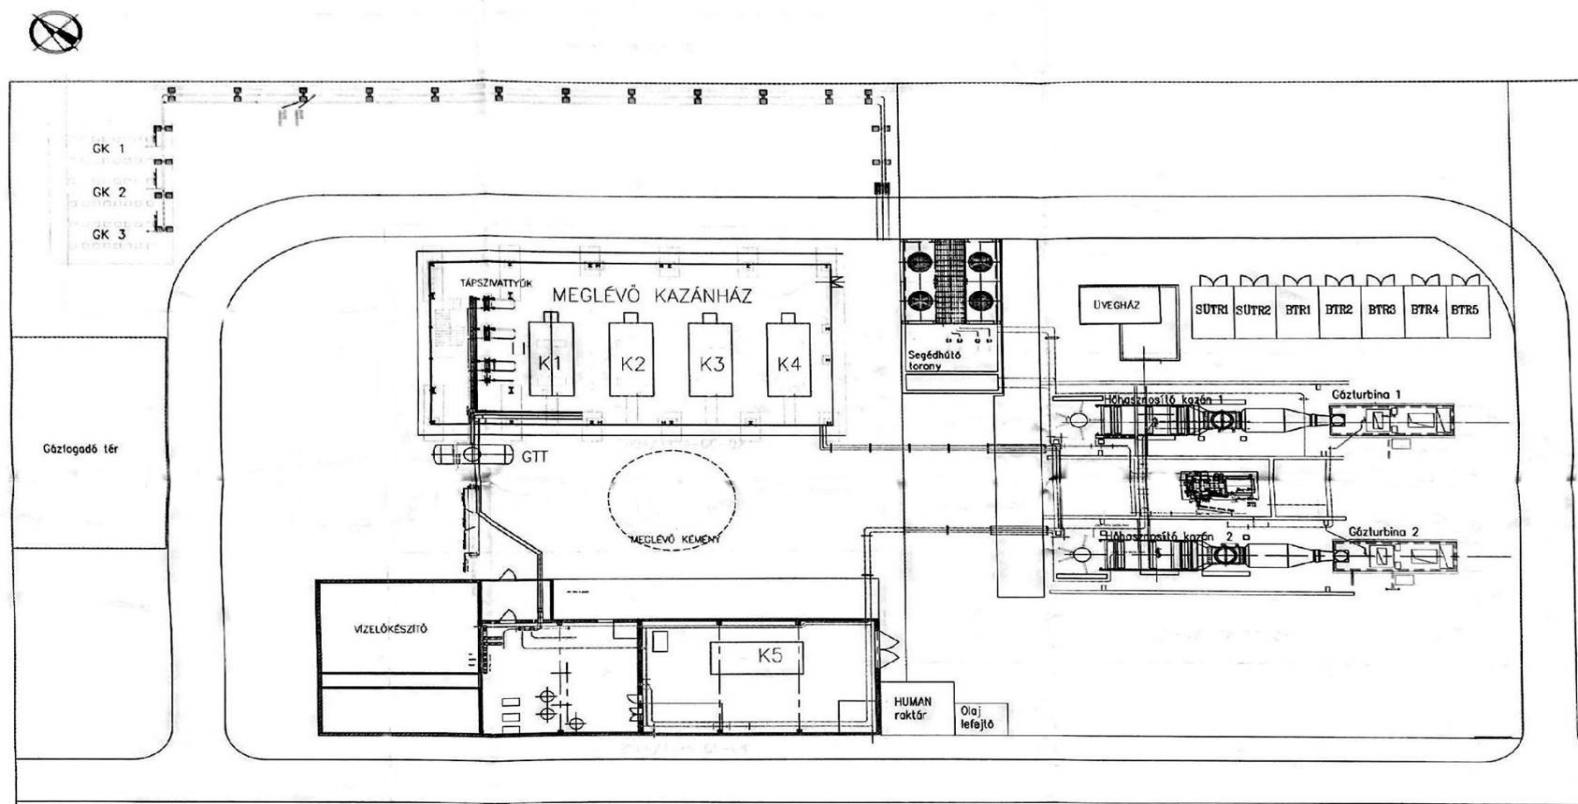 GK 1
GK 2
GK 3
TÁPSZIVATTYÚK
MEGLÉVŐ KAZÁNHÁZ
K1
K2
K3
K4
ÜVEGHÁZ
SÜTR1
SÜTR2
BTR1
BTR2
BTR3
BTR4
BTR5
Segédhűtő
torony
Hőhasznosító kazán 1
Gázturbina 1
Gázfogadó tér
GTT
MEGLÉVŐ KÉMÉNY
Hőhasznosító kazán 2
Gázturbina 2
VÍZELŐKÉSZÍTŐ
K5
HUMAN
raktár
Olaj
lefejtő